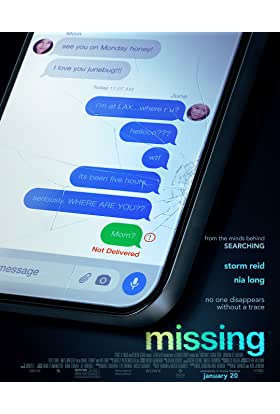 Mom
see you on Monday honey!
I love you junebug!!!
Today 11:07 AM
June
I'm at LAX...where r u?
hellooo???
wtf
its been five hours...
seriously. WHERE ARE YOU??
Mom?
Not Delivered
message
from the minds behind
SEARCHING
storm reid
nia long
no one disappears
without a trace
missing
january 20